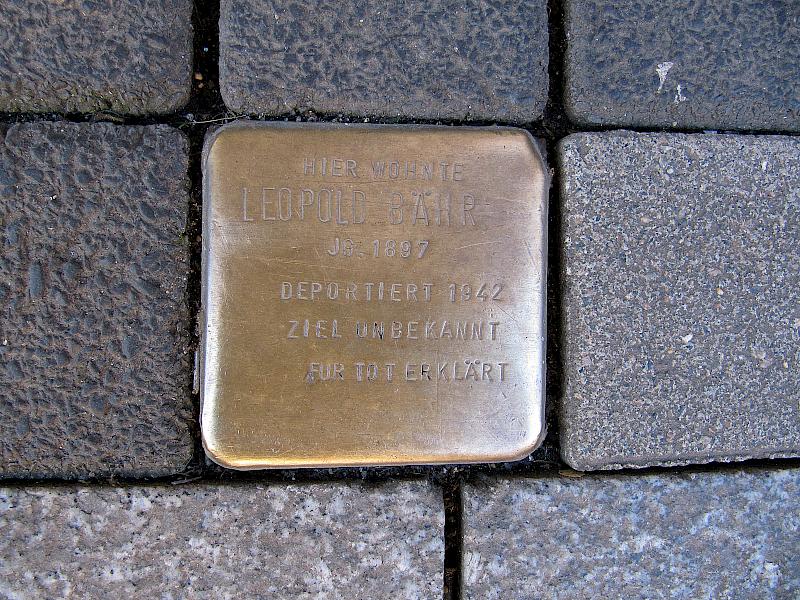 HIER WOHNTE
LEOPOLD BÄHR
JG. 1897
DEPORTIERT 1942
ZIEL UNBEKANNT
FÜR TOT ERKLÄRT